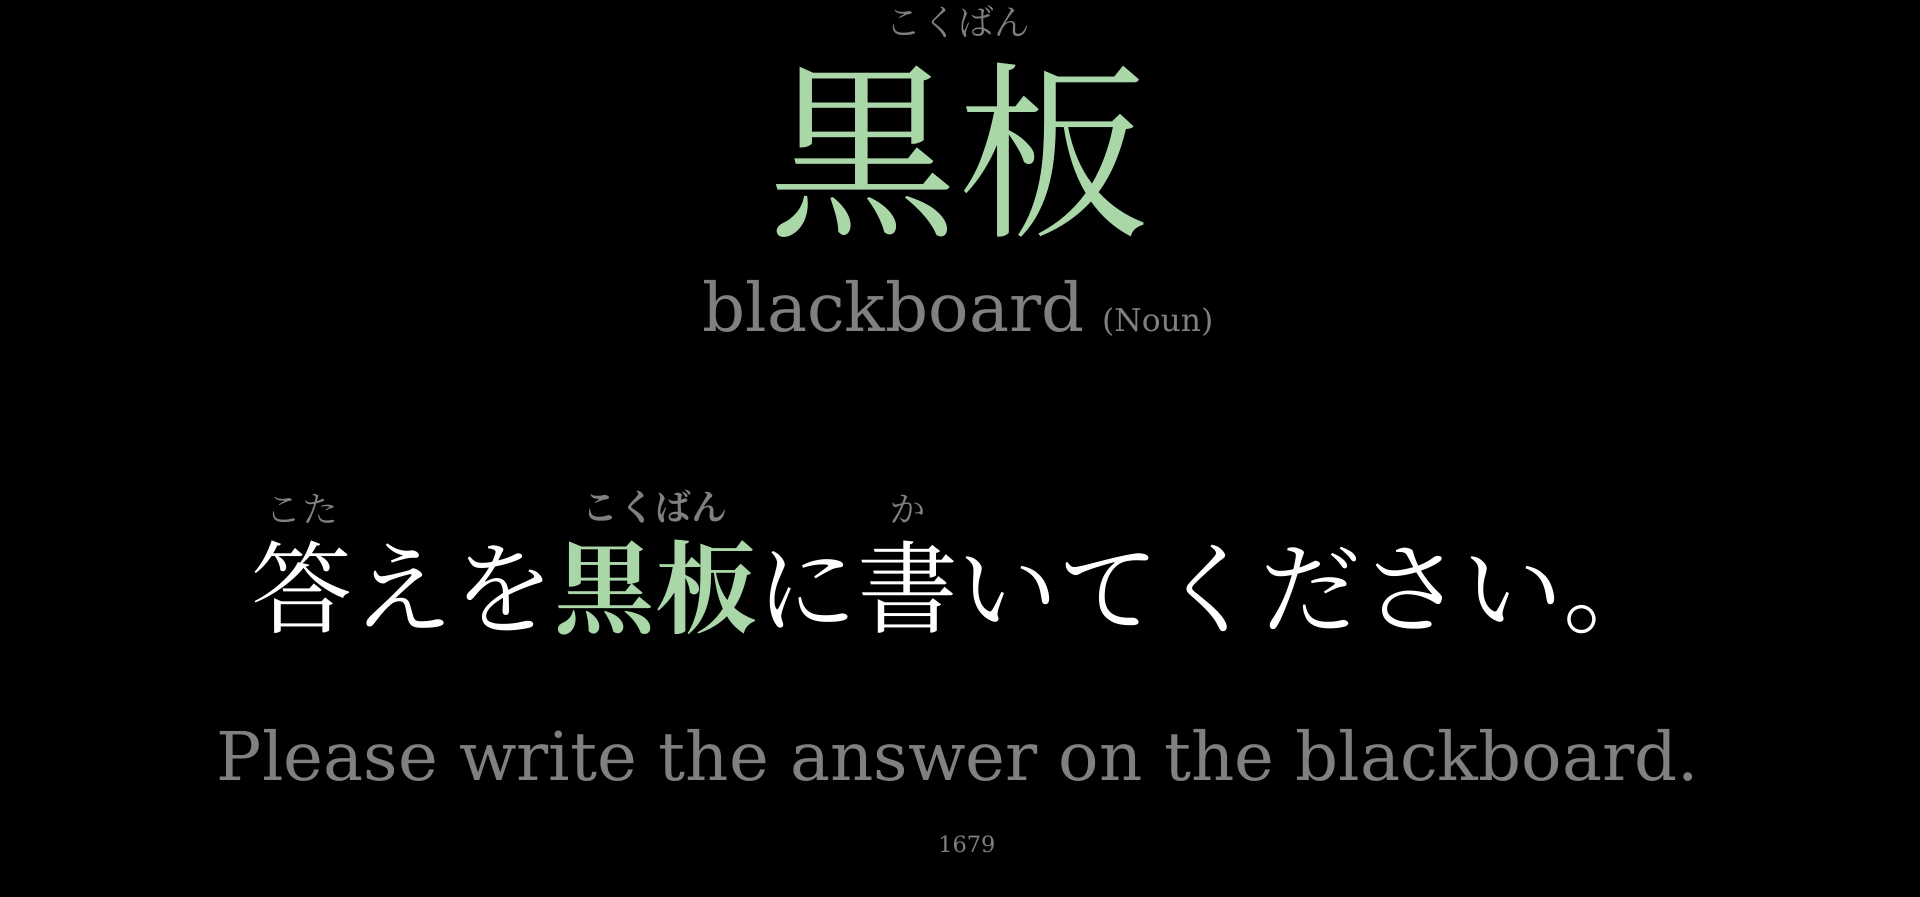 こくばん
黒板
blackboard (Noun)
こた こくばん か
答えを黒板に書いてください。
Please write the answer on the blackboard.
1679